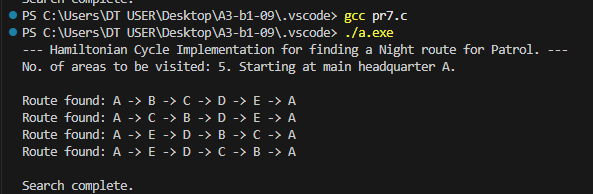 Search complete.
PS C:\Users\DT USER\Desktop\A3-b1-09\.vscode> gcc pr7.c
PS C:\Users\DT USER\Desktop\A3-b1-09\.vscode> ./a.exe
--- Hamiltonian Cycle Implementation for finding a Night route for Patrol. ---
No. of areas to be visited: 5. Starting at main headquarter A.
Route found: A -> B -> C -> D -> E -> A
Route found: A -> C -> B -> D -> E -> A
Route found: A -> E -> D -> B -> C -> A
Route found: A -> E -> D -> C -> B -> A
Search complete.